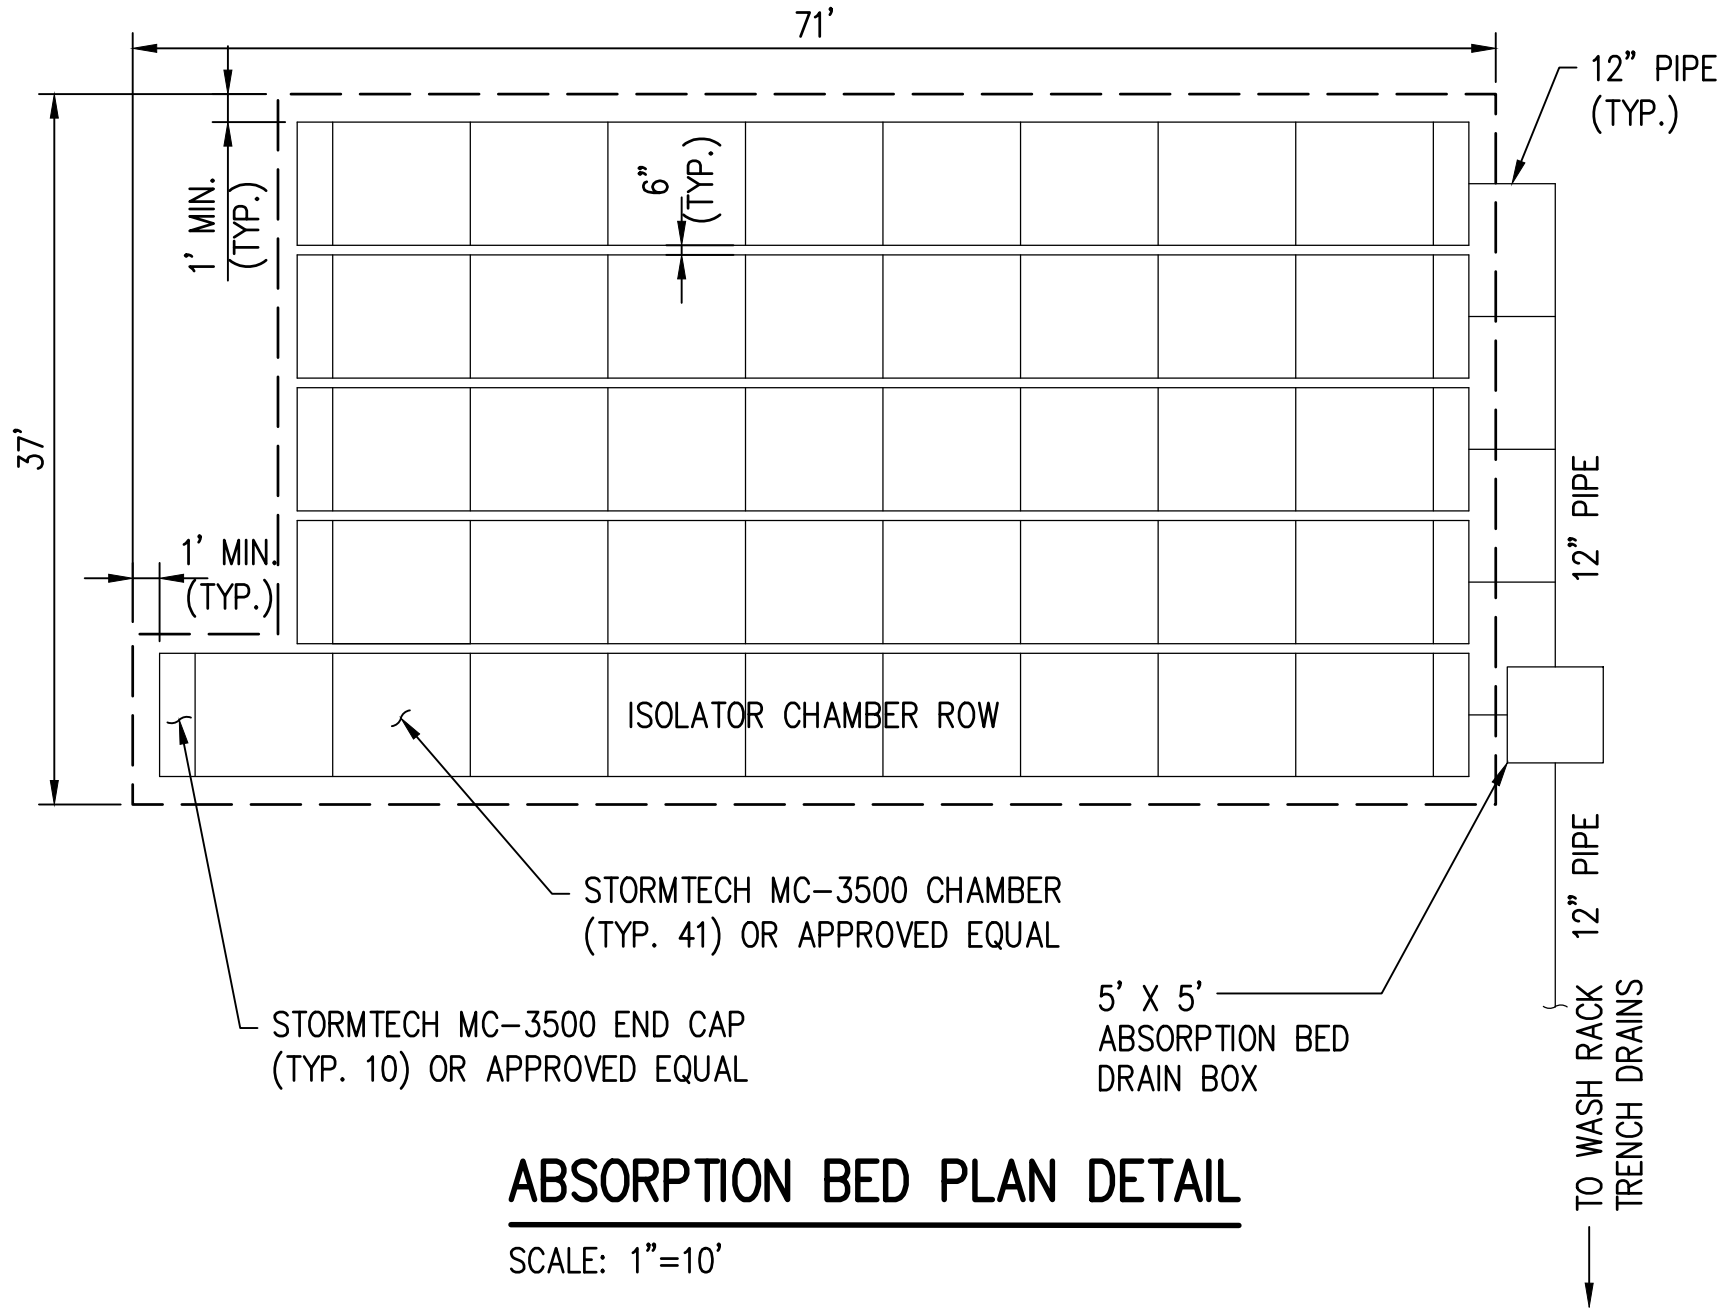 71'
12” PIPE
(TYP.)
1' MIN.
(TYP.)
6”
(TYP.)
37'
1' MIN.
(TYP.)
12” PIPE
ISOLATOR CHAMBER ROW
12” PIPE
STORMTECH MC-3500 CHAMBER
(TYP. 41) OR APPROVED EQUAL
5' X 5'
ABSORPTION BED
DRAIN BOX
STORMTECH MC-3500 END CAP
(TYP. 10) OR APPROVED EQUAL
TO WASH RACK
TRENCH DRAINS
ABSORPTION BED PLAN DETAIL
SCALE: 1”=10'